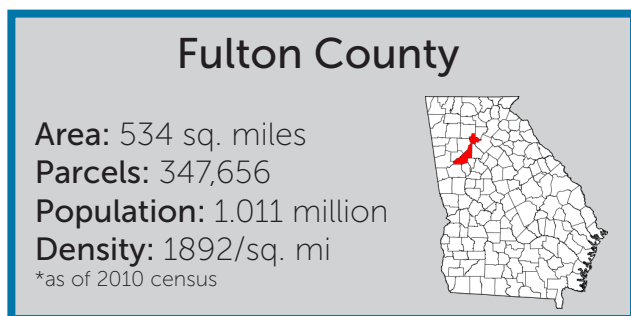 Fulton County
Area: 534 sq. miles
Parcels: 347,656
Population: 1.011 million
Density: 1892/sq. mi
*as of 2010 census